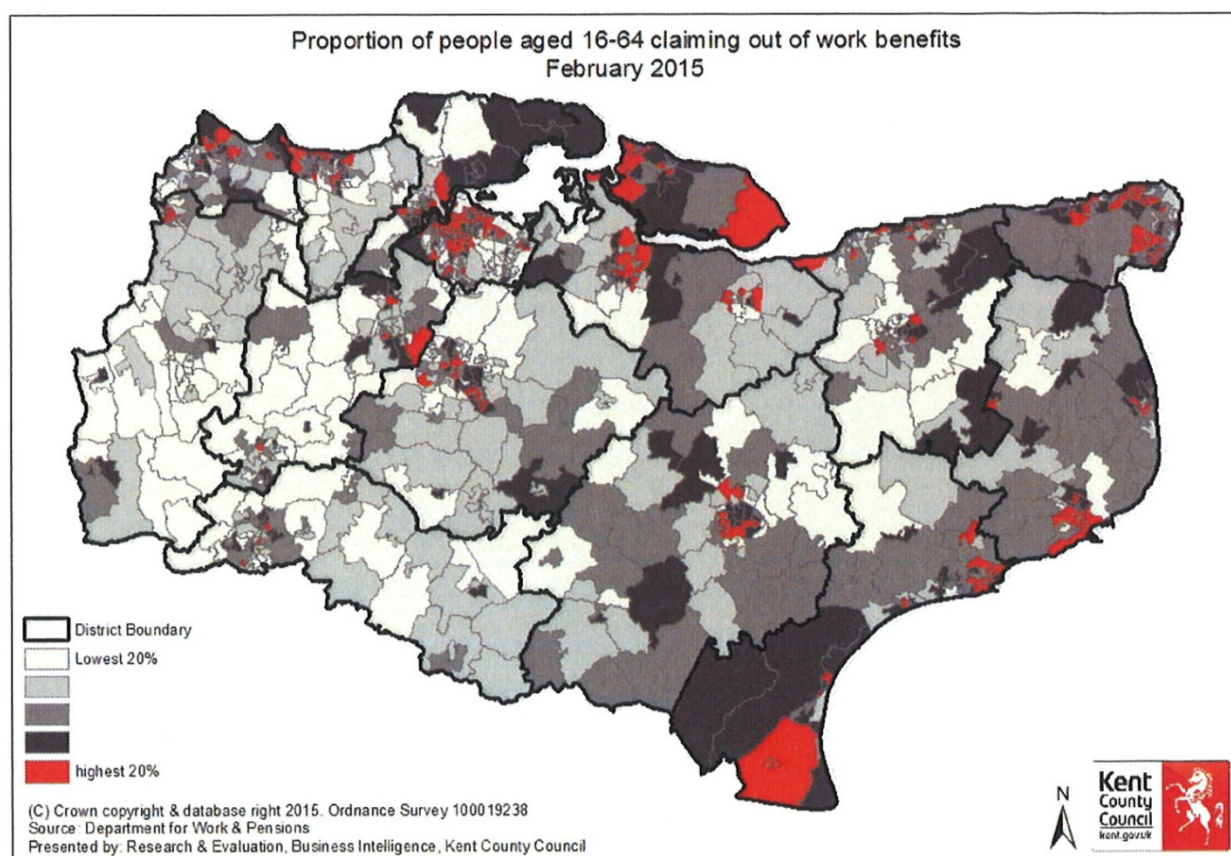 Proportion of people aged 16-64 claiming out of work benefits
February 2015
District Boundary
Lowest 20%
highest 20%
(C) Crown copyright & database right 2015. Ordnance Survey 100019238
Source: Department for Work & Pensions
Presented by: Research & Evaluation, Business Intelligence, Kent County Council
N
Kent
County
Council
kent.gov.uk